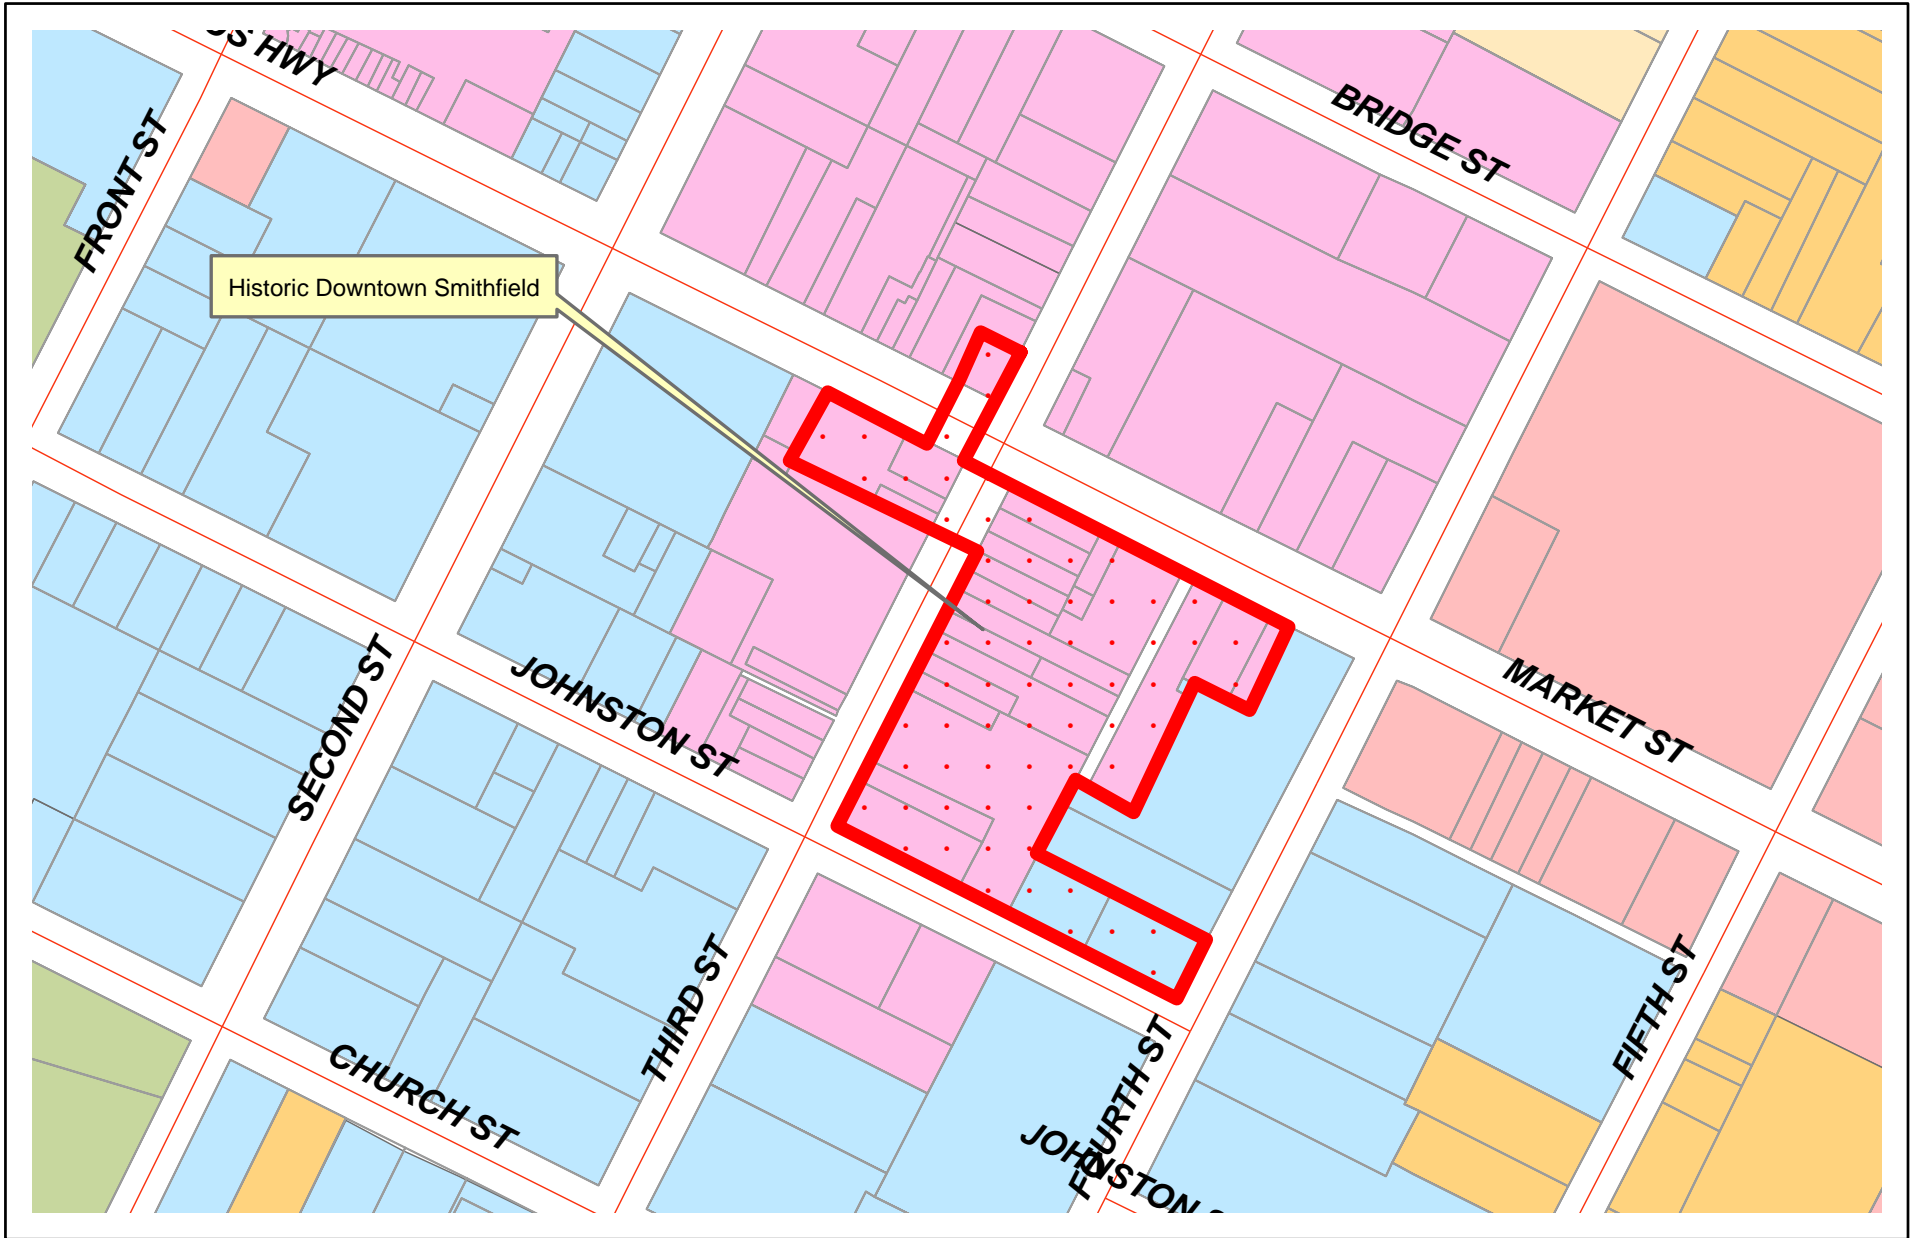 HWY
BRIDGE ST
FRONT ST
Historic Downtown Smithfield
MARKET ST
JOHNSTON ST
SECOND ST
THIRD ST
FIFTH ST
FOURTH ST
CHURCH ST
JOHNSTON